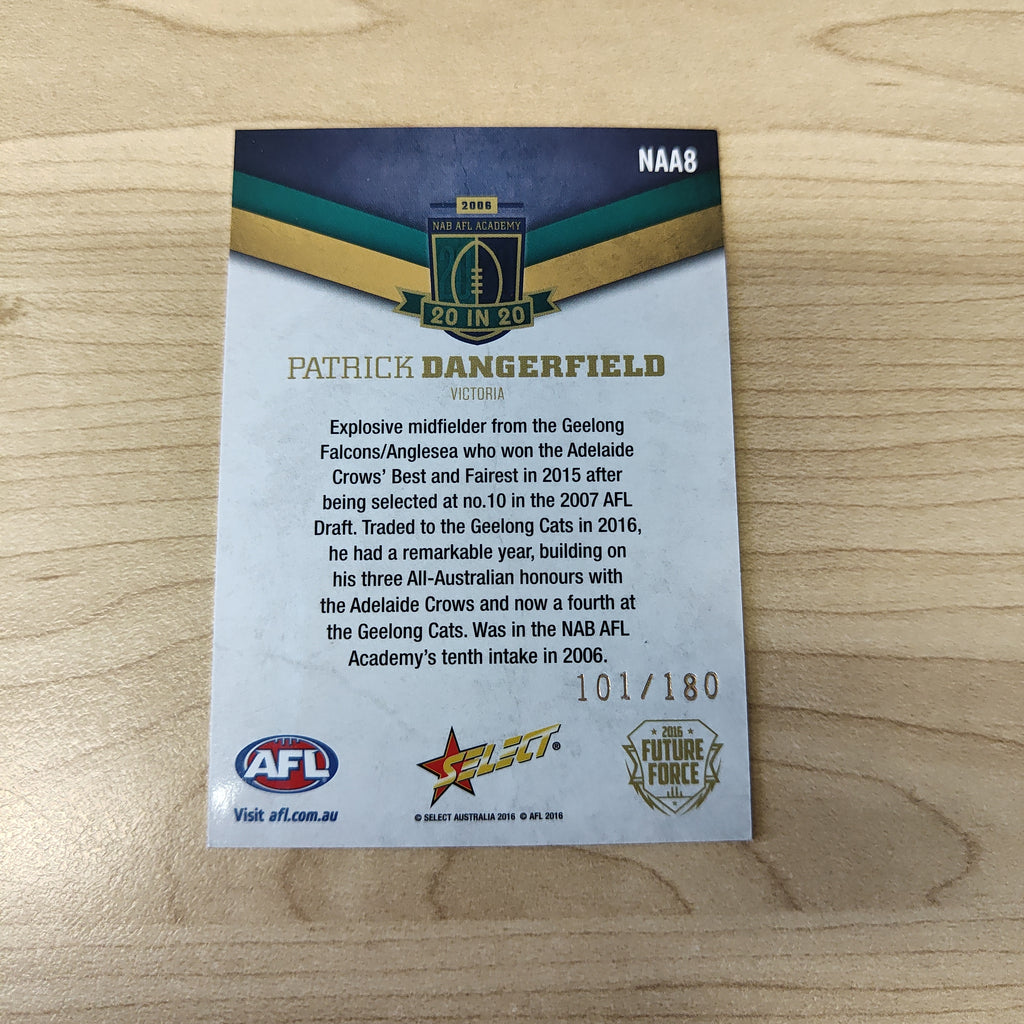 NAA8
2006
NAB AFL ACADEMY
20 IN 20
PATRICK DANGERFIELD
VICTORIA
Explosive midfielder from the Geelong
Falcons/Anglesea who won the Adelaide
Crows' Best and Fairest in 2015 after
being selected at no.10 in the 2007 AFL
Draft. Traded to the Geelong Cats in 2016,
he had a remarkable year, building on
his three All-Australian honours with
the Adelaide Crows and now a fourth at
the Geelong Cats. Was in the NAB AFL
Academy's tenth intake in 2006.
101/180
AFL
Visit afl.com.au
SELECT®
© SELECT AUSTRALIA 2016 © AFL 2016
2016
FUTURE
FORCE